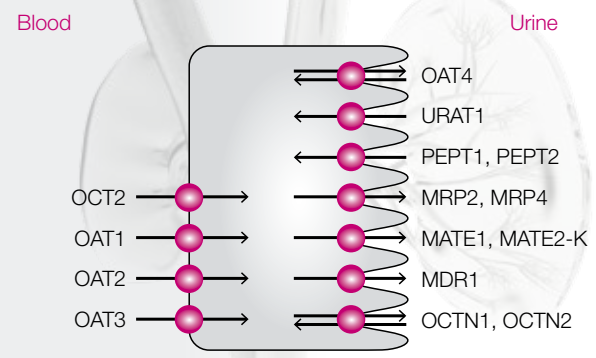 Blood
Urine
OAT4
URAT1
PEPT1, PEPT2
OCT2
MRP2, MRP4
OAT1
MATE1, MATE2-K
OAT2
MDR1
OAT3
OCTN1, OCTN2